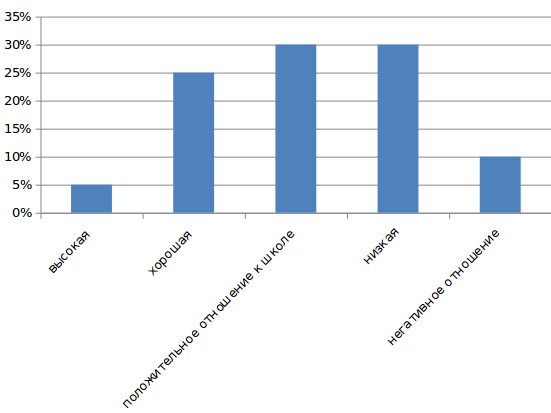 35%
30%
25%
20%
15%
10%
5%
0%
высокая
хорошая
положительное отношение к школе
низкая
негативное отношение